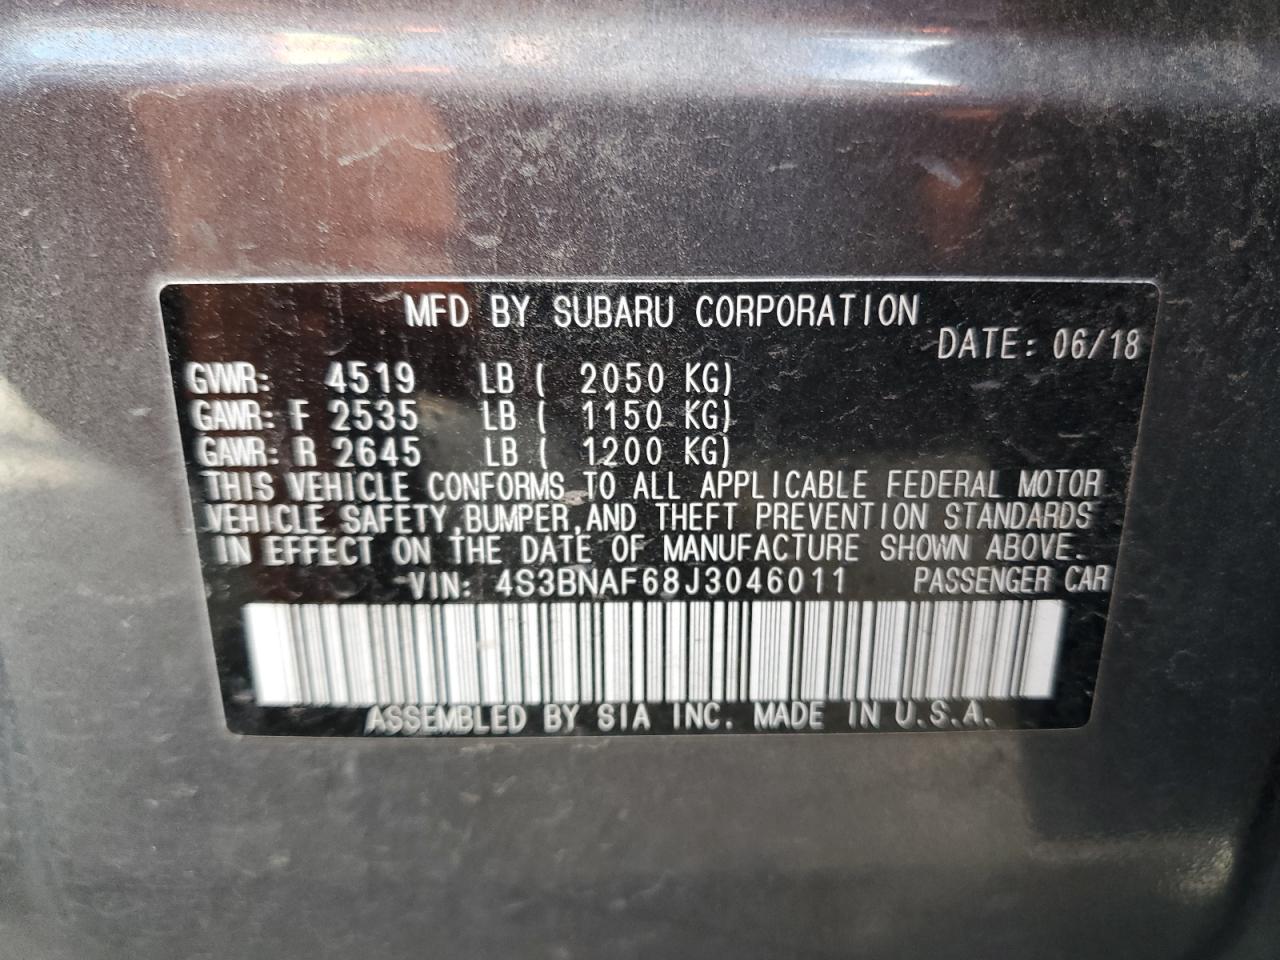 MFD BY SUBARU CORPORATION
DATE: 06/18
GVWR: 4519 LB ( 2050 KG)
GAWR: F 2535 LB ( 1150 KG)
GAWR: R 2645 LB ( 1200 KG)
THIS VEHICLE CONFORMS TO ALL APPLICABLE FEDERAL MOTOR
VEHICLE SAFETY,BUMPER,AND THEFT PREVENTION STANDARDS
IN EFFECT ON THE DATE OF MANUFACTURE SHOWN ABOVE.
VIN: 4S3BNAF68J3046011 PASSENGER CAR
ASSEMBLED BY SIA INC. MADE IN U.S.A.